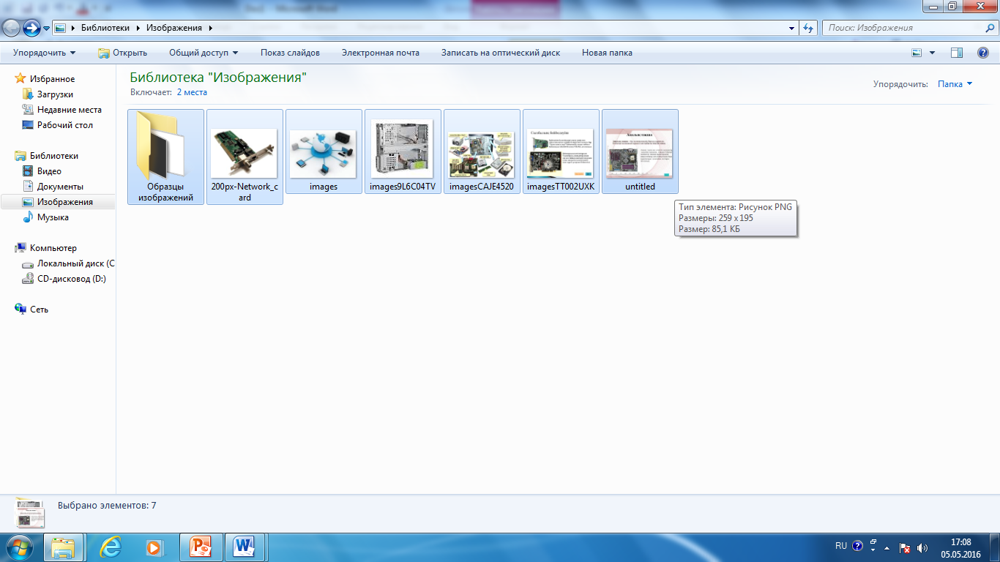 Библиотеки
Изображения
Поиск: Изображения
Упорядочить
Открыть
Общий доступ
Показ слайдов
Электронная почта
Записать на оптический диск
Новая папка
Избранное
Загрузки
Недавние места
Рабочий стол
Библиотеки
Видео
Документы
Изображения
Музыка
Компьютер
Локальный диск (C
CD-дисковод (D:)
Сеть
Библиотека "Изображения"
Включает: 2 места
Упорядочить: Папка
Образцы
изображений
200px-Network_c
ard
images
images9L6C04TV
imagesCAJE4520
imagesTT002UXK
untitled
Тип элемента: Рисунок PNG
Размеры: 259 x 195
Размер: 85,1 КБ
Выбрано элементов: 7
RU
17:08
05.05.2016